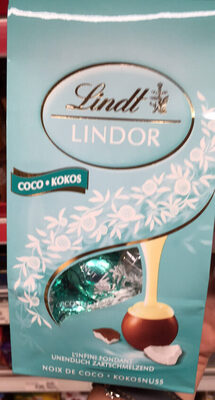 Lindt
LINDOR
COCO • KOKOS
L'INFINI FONDANT
UNENDLICH ZARTSCHMELZEND
NOIX DE COCO • KOKOSNUSS